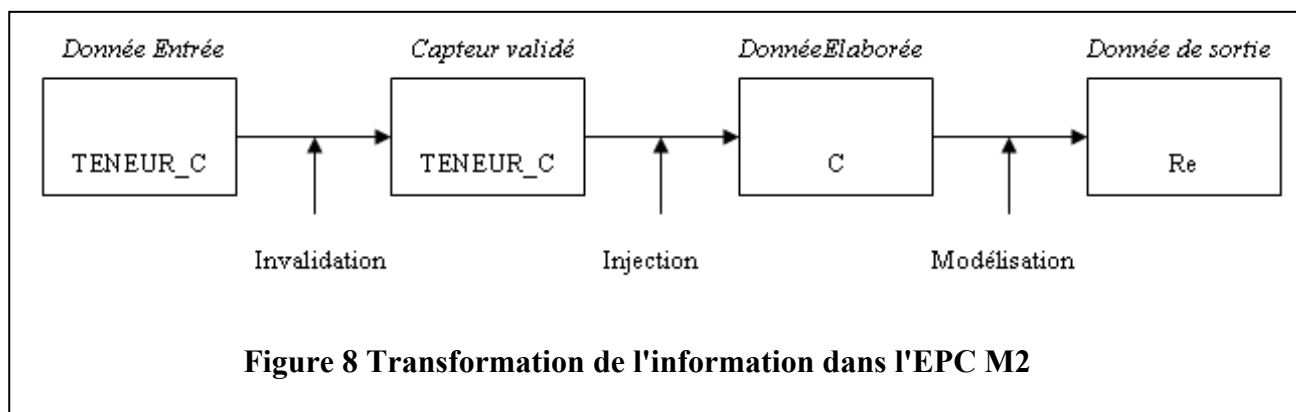 Donnée Entrée Capteur validé DonnéeElaborée Donnée de sortie
TENEUR_C TENEUR_C C Re
Invalidation Injection Modélisation
Figure 8 Transformation de l'information dans l'EPC M2